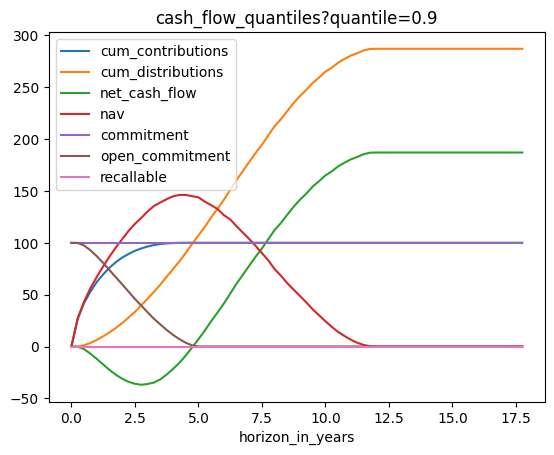 cash_flow_quantiles?quantile=0.9
300
250
200
150
100
50
0
−50
cum_contributions
cum_distributions
net_cash_flow
nav
commitment
open_commitment
recallable
0.0 2.5 5.0 7.5 10.0 12.5 15.0 17.5
horizon_in_years